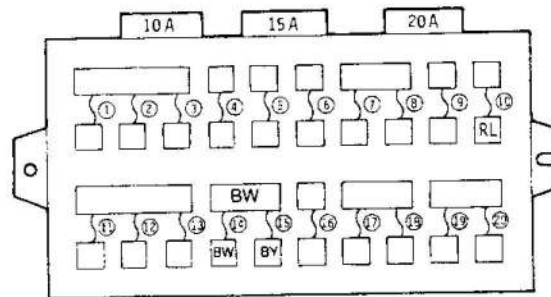 10A 15A 20A
① ② ③ ④ ⑤ ⑥ ⑦ ⑧ ⑨ ⑩
RL
BW
⑪ ⑫ ⑬ ⑭ ⑮ ⑯ ⑰ ⑱ ⑲ ⑳
BW BY